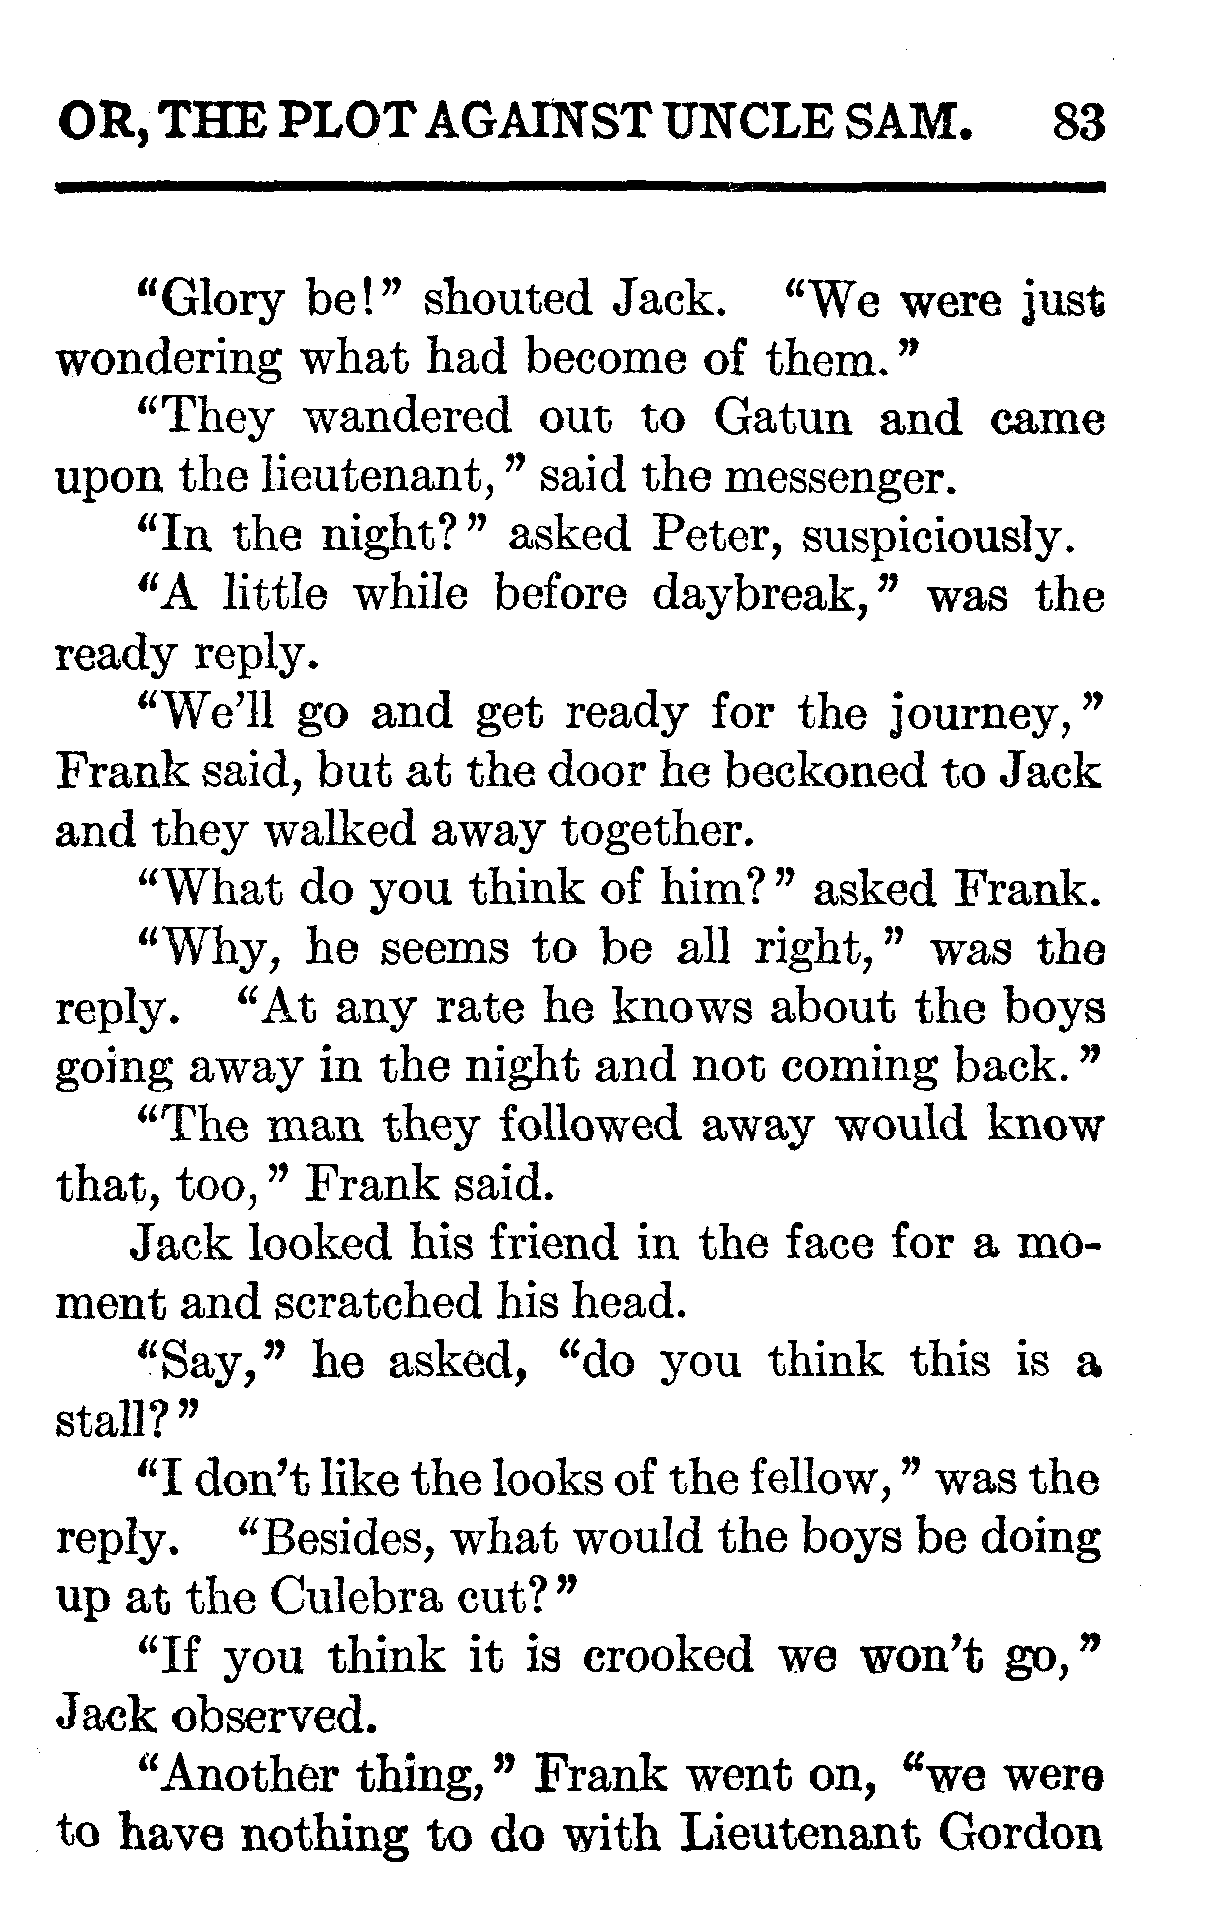 OR, THE PLOT AGAINST UNCLE SAM. 83
"Glory be!" shouted Jack. "We were just
wondering what had become of them."
"They wandered out to Gatun and came
upon the lieutenant," said the messenger.
"In the night?" asked Peter, suspiciously.
"A little while before daybreak," was the
ready reply.
"We'll go and get ready for the journey,"
Frank said, but at the door he beckoned to Jack
and they walked away together.
"What do you think of him?" asked Frank.
"Why, he seems to be all right," was the
reply. "At any rate he knows about the boys
going away in the night and not coming back."
"The man they followed away would know
that, too," Frank said.
Jack looked his friend in the face for a mo-
ment and scratched his head.
"Say," he asked, "do you think this is a
stall?"
"I don't like the looks of the fellow," was the
reply. "Besides, what would the boys be doing
up at the Culebra cut?"
"If you think it is crooked we won't go,"
Jack observed.
"Another thing," Frank went on, "we were
to have nothing to do with Lieutenant Gordon